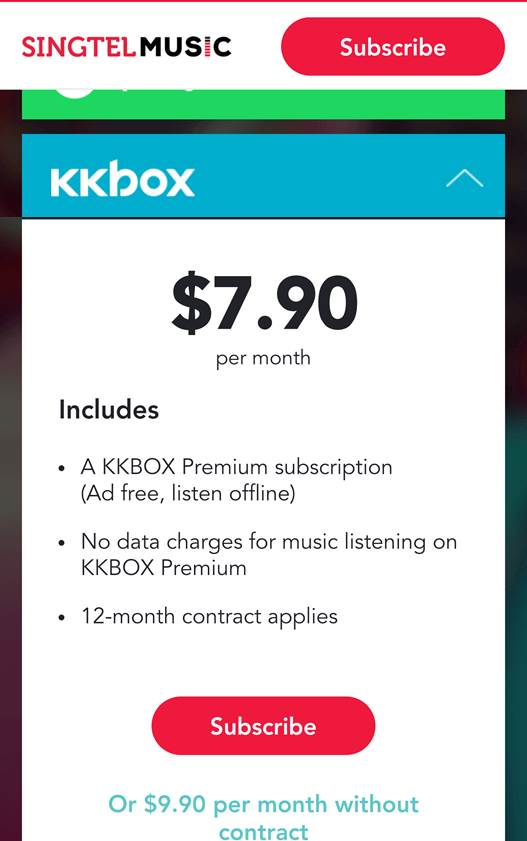 SINGTEL MUSIC
Subscribe
KKBOX
$7.90
per month
Includes
• A KKBOX Premium subscription
(Ad free, listen offline)
• No data charges for music listening on
KKBOX Premium
• 12-month contract applies
Subscribe
Or $9.90 per month without
contract